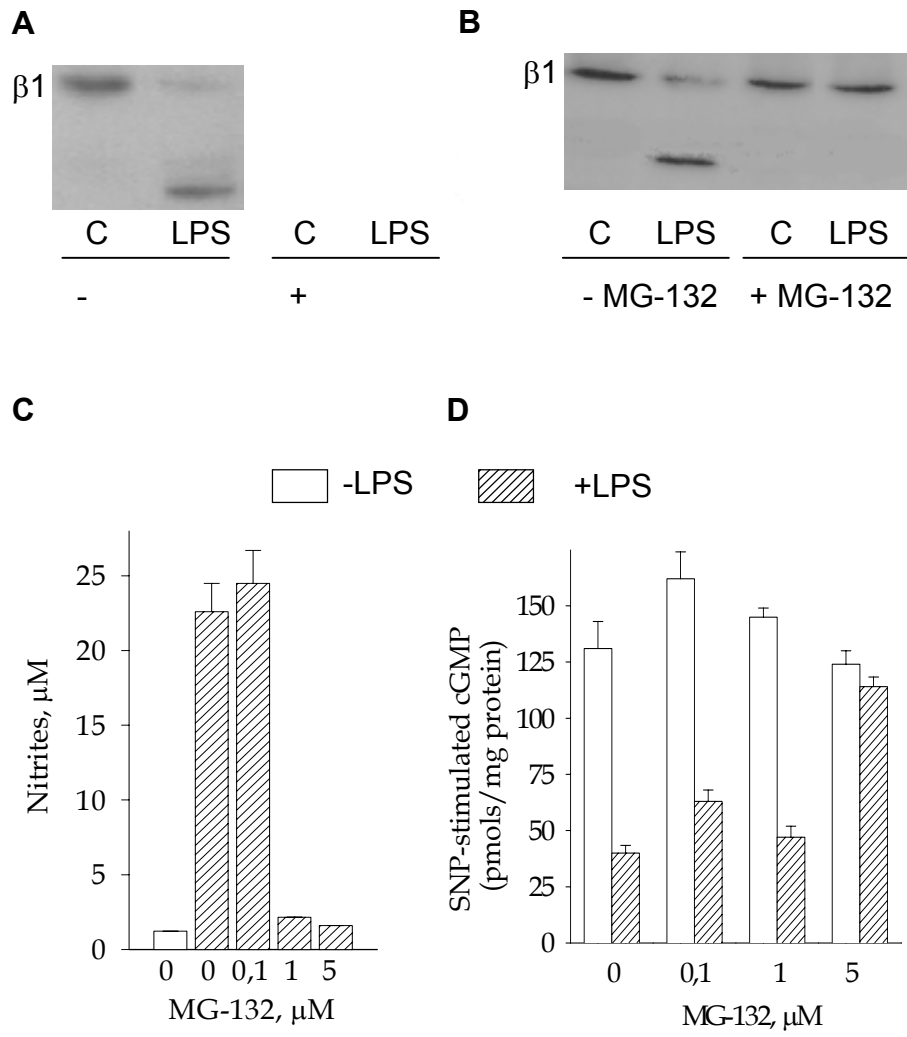 A
β1
C LPS C LPS
- +
B
β1
C LPS C LPS
- MG-132 + MG-132
C
D
-LPS +LPS
Nitrites, μM
25
20
15
10
5
0
0 0 0,1 1 5
MG-132, μM
SNP-stimulated cGMP
(pmols/mg protein)
150
125
100
75
50
25
0
0 0,1 1 5
MG-132, μM